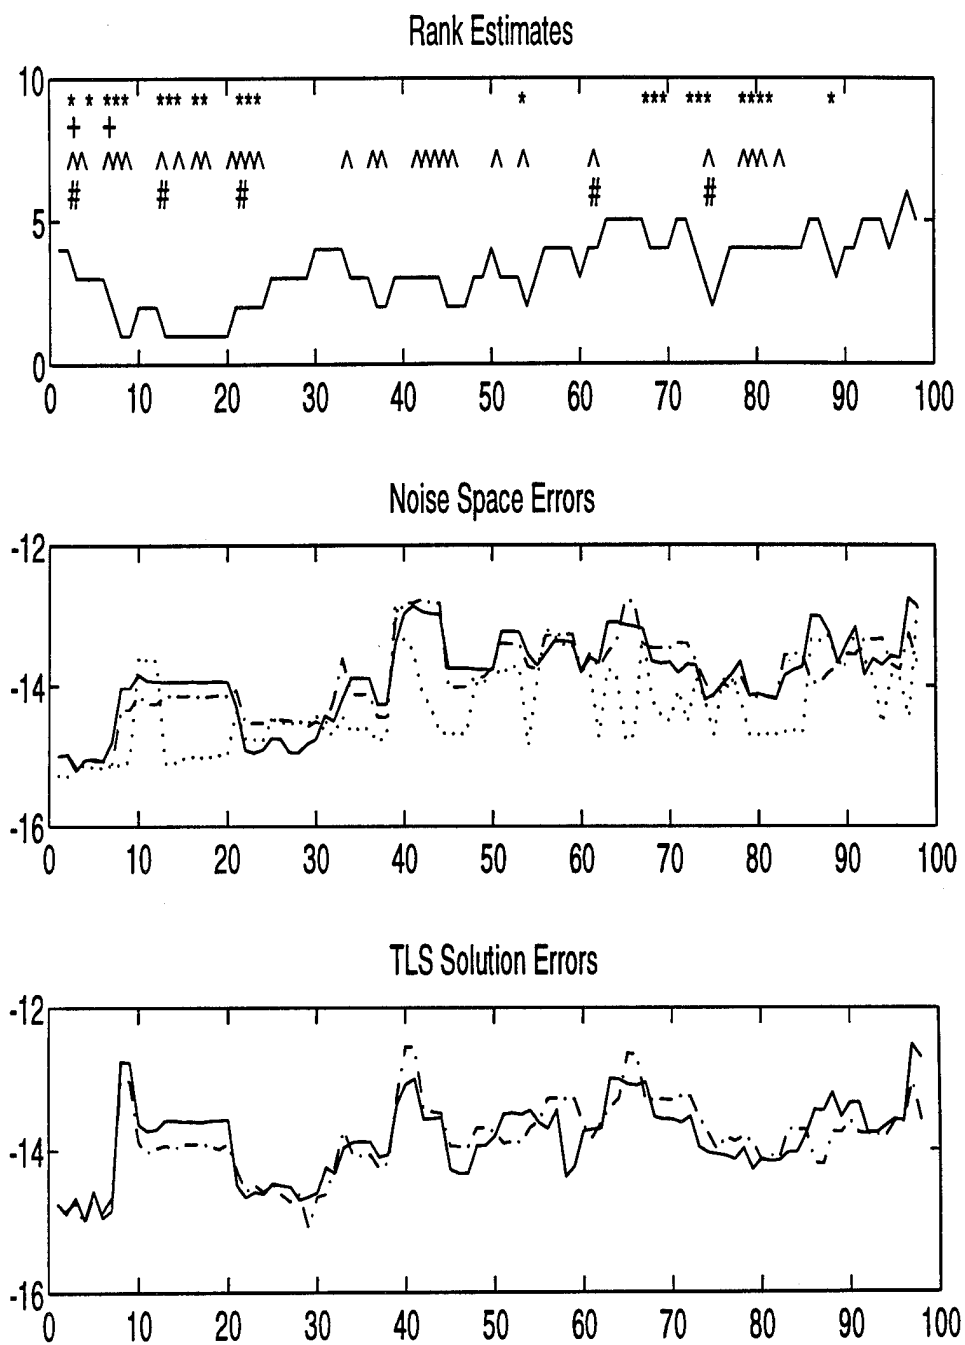 Rank Estimates
10
* * *** *** ** *** * *** *** **** *
+ +
^^ ^^^ ^ ^ ^^ ^^^^ ^ ^^ ^^^^^ ^ ^ ^ ^ ^^^ ^
# # # # #
5
0
0 10 20 30 40 50 60 70 80 90 100
Noise Space Errors
-12
-14
-16
0 10 20 30 40 50 60 70 80 90 100
TLS Solution Errors
-12
-14
-16
0 10 20 30 40 50 60 70 80 90 100